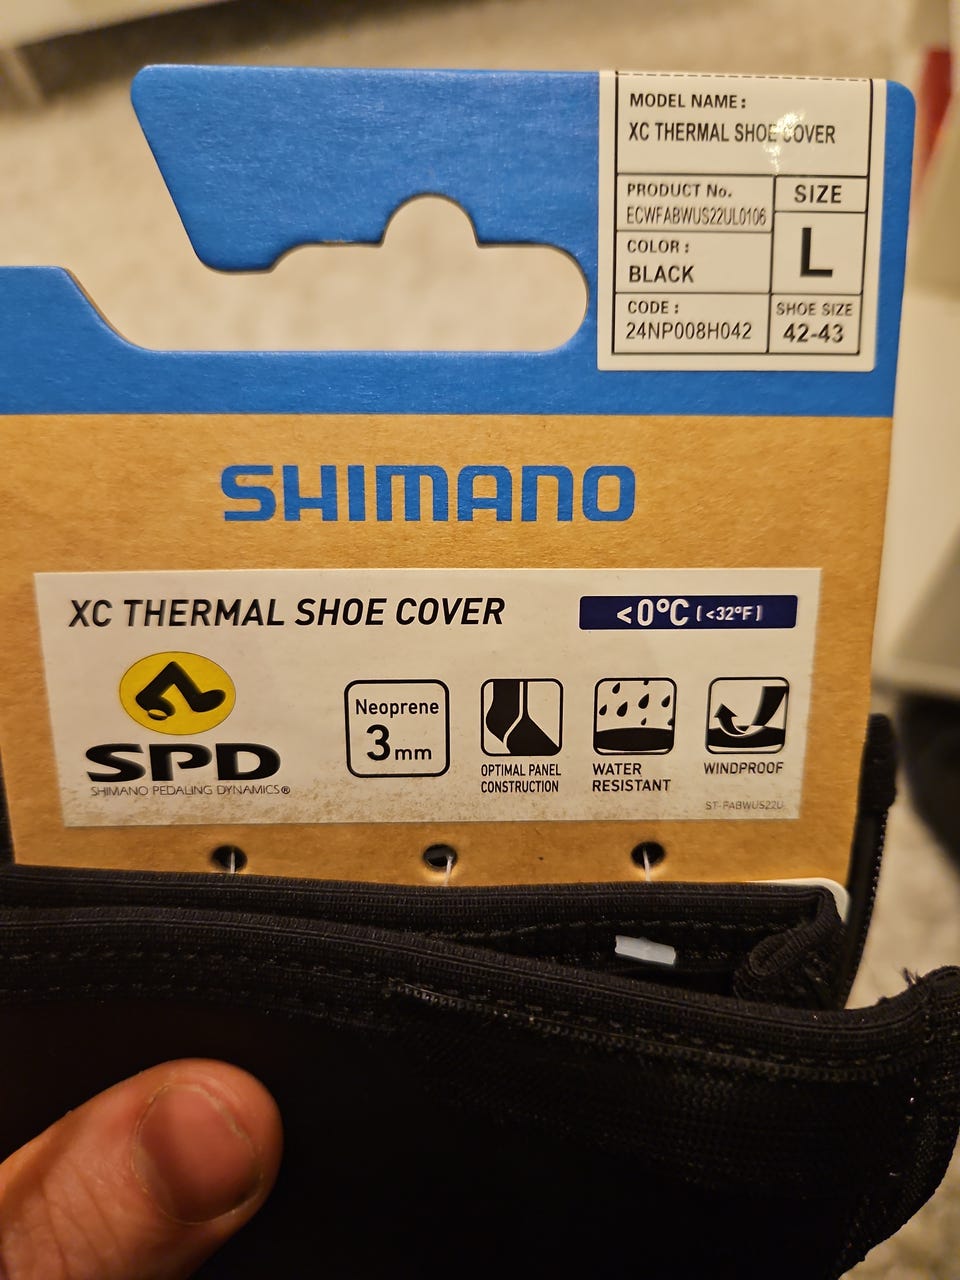 MODEL NAME:
XC THERMAL SHOE COVER
PRODUCT No.
ECWFABWUS22UL0106
SIZE
L
COLOR:
BLACK
CODE:
24NP008H042
SHOE SIZE
42-43
SHIMANO
XC THERMAL SHOE COVER
<0°C (<32°F)
SPD
SHIMANO PEDALING DYNAMICS®
Neoprene
3mm
OPTIMAL PANEL
CONSTRUCTION
WATER
RESISTANT
WINDPROOF
ST-FABWUS22U